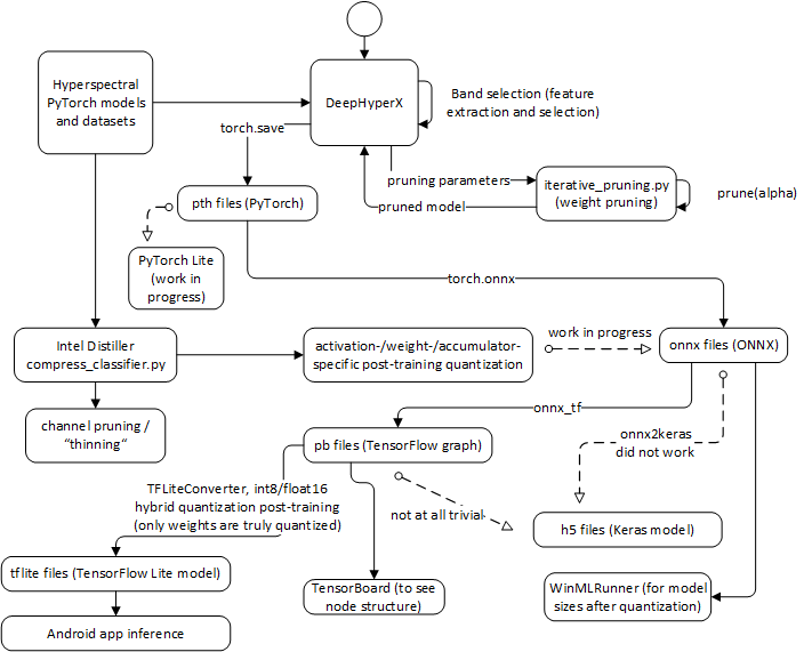 Hyperspectral
PyTorch models
and datasets
DeepHyperX
Band selection (feature
extraction and selection)
torch.save
pruning parameters
pruned model
iterative_pruning.py
(weight pruning)
prune(alpha)
pth files (PyTorch)
PyTorch Lite
(work in
progress)
torch.onnx
Intel Distiller
compress_classifier.py
activation-/weight-/accumulator-
specific post-training quantization
work in progress
onnx files (ONNX)
channel pruning /
“thinning“
onnx_tf
pb files (TensorFlow graph)
onnx2keras
did not work
TFLiteConverter, int8/float16
hybrid quantization post-training
(only weights are truly quantized)
not at all trivial
h5 files (Keras model)
tflite files (TensorFlow Lite model)
TensorBoard (to see
node structure)
WinMLRunner (for model
sizes after quantization)
Android app inference